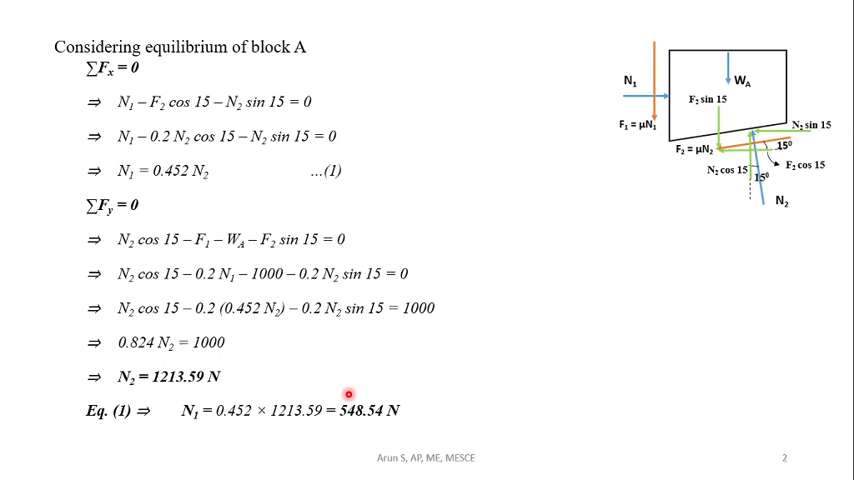 Considering equilibrium of block A
∑Fₓ = 0
⇒ N₁ – F₂ cos 15 – N₂ sin 15 = 0
⇒ N₁ – 0.2 N₂ cos 15 – N₂ sin 15 = 0
⇒ N₁ = 0.452 N₂ ...(1)
∑Fᵧ = 0
⇒ N₂ cos 15 – F₁ – W_A – F₂ sin 15 = 0
⇒ N₂ cos 15 – 0.2 N₁ – 1000 – 0.2 N₂ sin 15 = 0
⇒ N₂ cos 15 – 0.2 (0.452 N₂) – 0.2 N₂ sin 15 = 1000
⇒ 0.824 N₂ = 1000
⇒ N₂ = 1213.59 N
Eq. (1) ⇒ N₁ = 0.452 × 1213.59 = 548.54 N
N₁
W_A
F₂ sin 15
F₁ = μN₁
N₂ sin 15
F₂ = μN₂
15⁰
F₂ cos 15
N₂ cos 15
15⁰
N₂
Arun S, AP, ME, MESCE
2